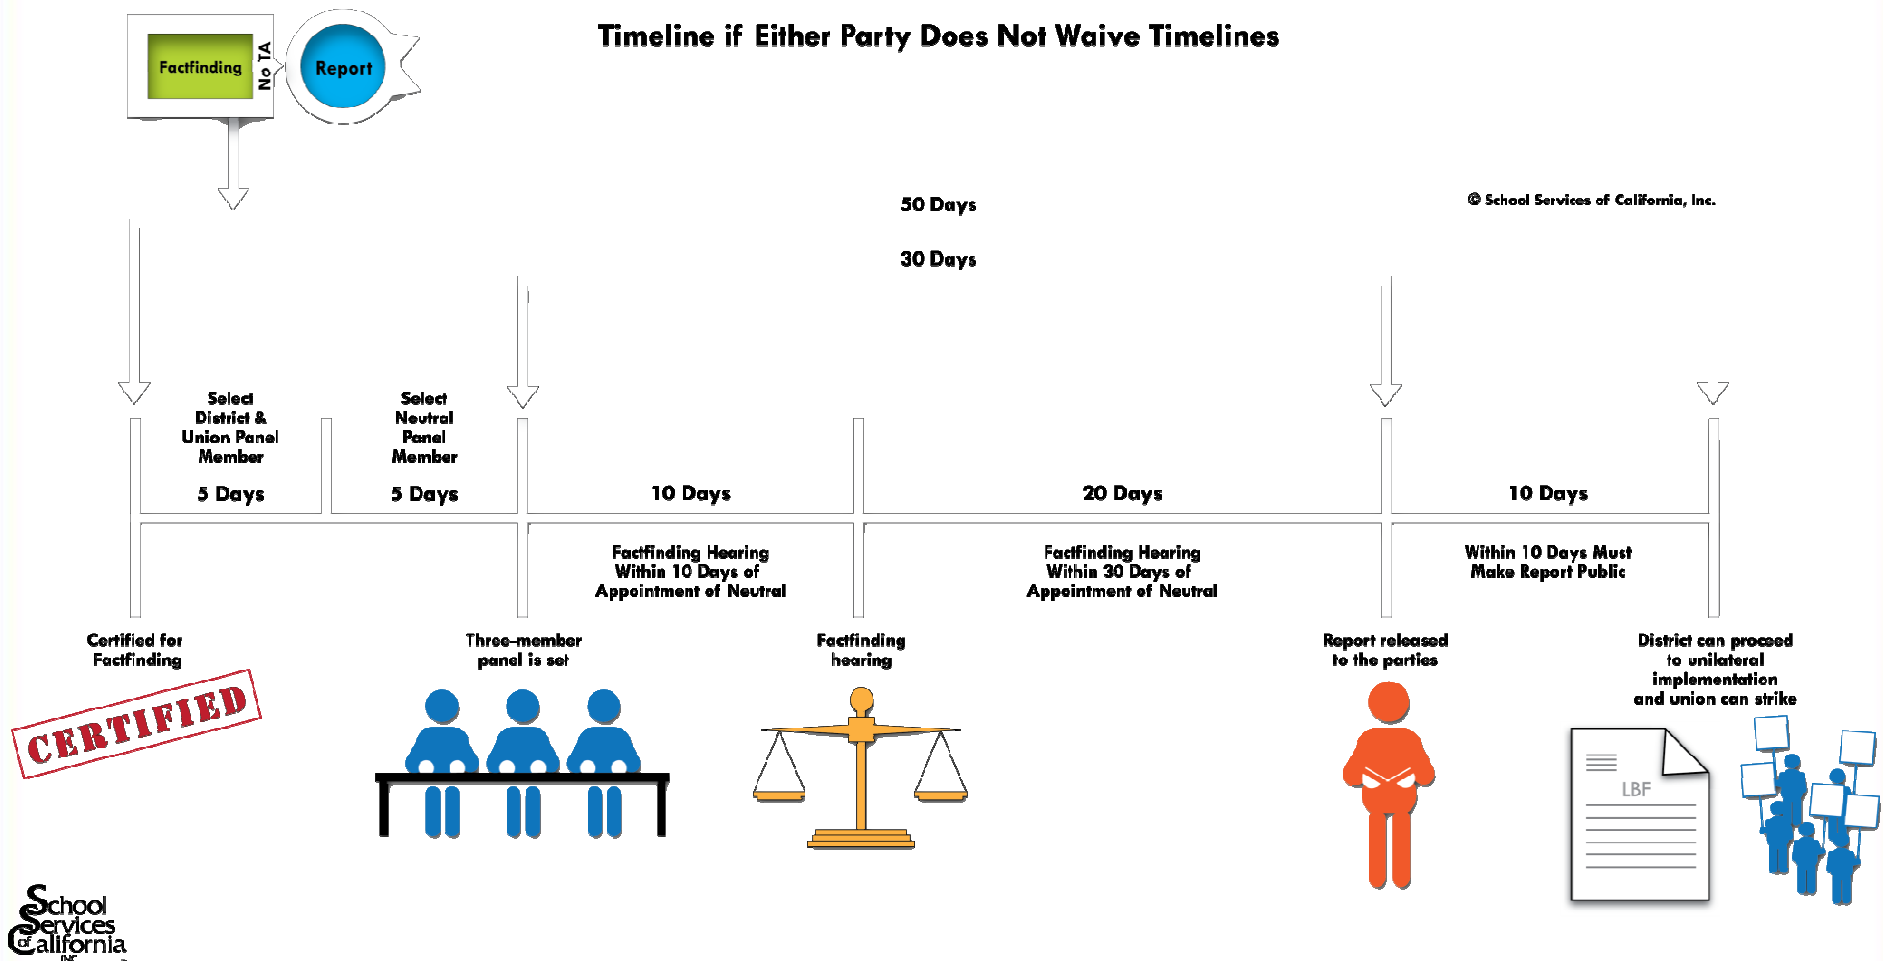 Timeline if Either Party Does Not Waive Timelines
Factfinding
No TA
Report
50 Days
© School Services of California, Inc.
30 Days
Select
District &
Union Panel
Member
5 Days
Select
Neutral
Panel
Member
5 Days
10 Days
20 Days
10 Days
Factfinding Hearing
Within 10 Days of
Appointment of Neutral
Factfinding Hearing
Within 30 Days of
Appointment of Neutral
Within 10 Days Must
Make Report Public
Certified for
Factfinding
CERTIFIED
Three-member
panel is set
Factfinding
hearing
Report released
to the parties
District can proceed
to unilateral
implementation
and union can strike
LBF
School
Services
of California
INC